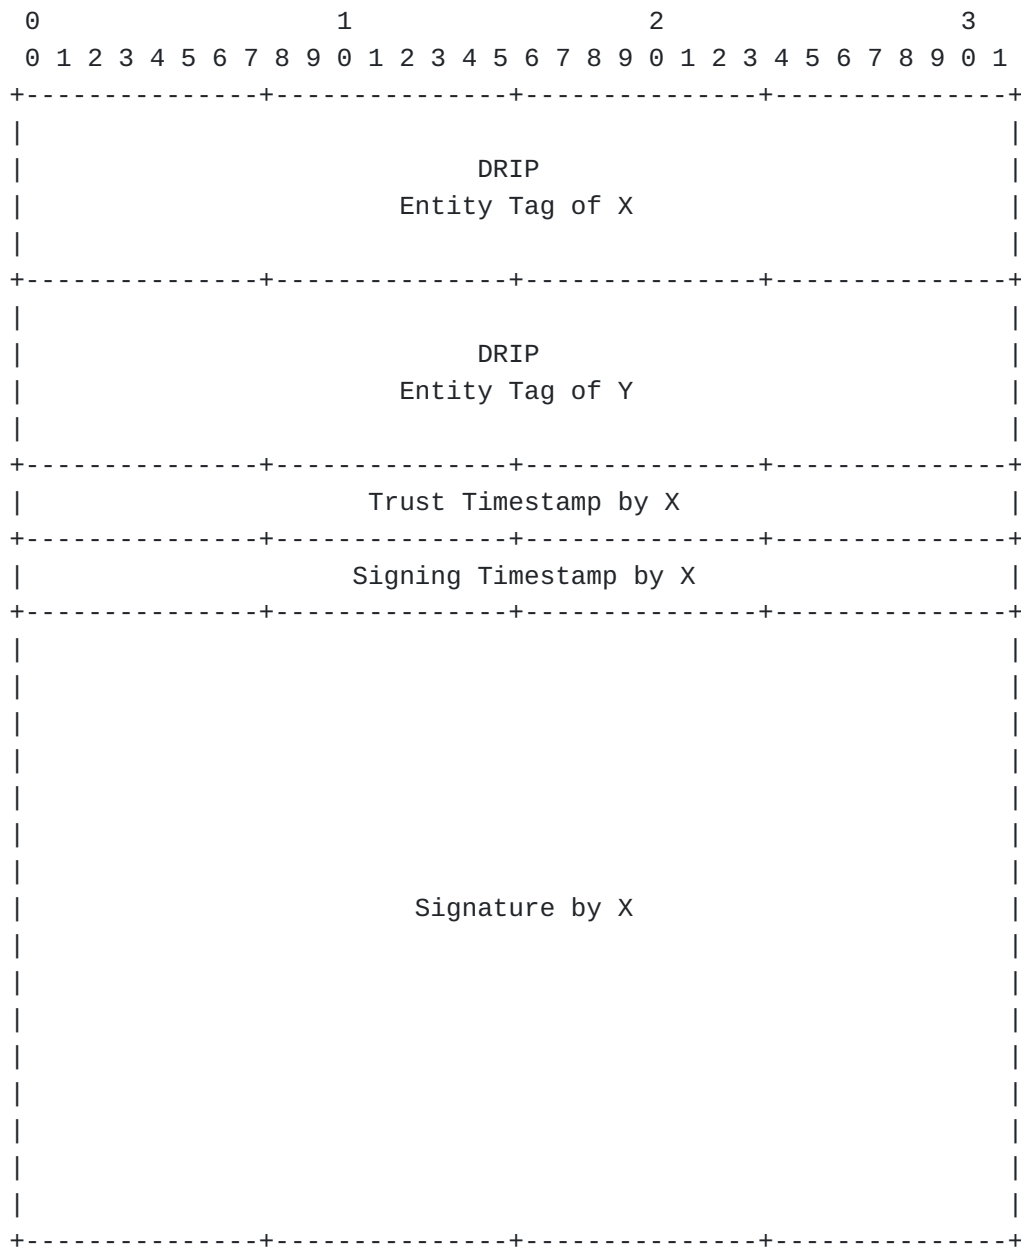 0                   1                   2                   3
 0 1 2 3 4 5 6 7 8 9 0 1 2 3 4 5 6 7 8 9 0 1 2 3 4 5 6 7 8 9 0 1
+---------------+---------------+---------------+---------------+
|                                                               |
|                             DRIP                              |
|                        Entity Tag of X                        |
|                                                               |
+---------------+---------------+---------------+---------------+
|                                                               |
|                             DRIP                              |
|                        Entity Tag of Y                        |
|                                                               |
+---------------+---------------+---------------+---------------+
|                      Trust Timestamp by X                     |
+---------------+---------------+---------------+---------------+
|                     Signing Timestamp by X                    |
+---------------+---------------+---------------+---------------+
|                                                               |
|                                                               |
|                                                               |
|                                                               |
|                                                               |
|                                                               |
|                                                               |
|                         Signature by X                        |
|                                                               |
|                                                               |
|                                                               |
|                                                               |
|                                                               |
|                                                               |
|                                                               |
|                                                               |
+---------------+---------------+---------------+---------------+